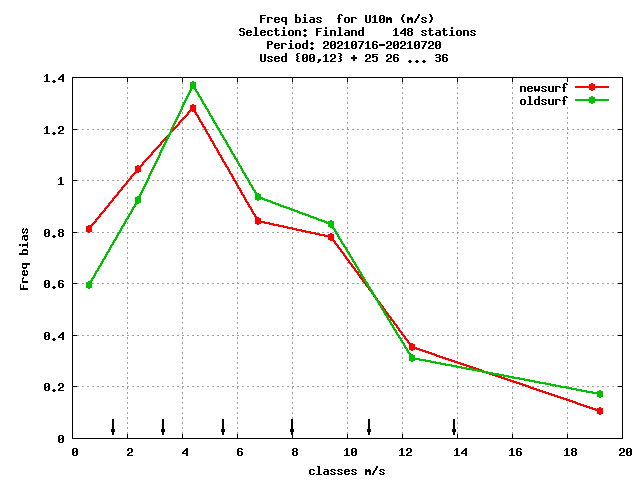 Freq bias  for U10m (m/s)
Selection: Finland    148 stations
Period: 20210716-20210720
Used {00,12} + 25 26 ... 36
newsurf
oldsurf
1.4
1.2
1
0.8
0.6
0.4
0.2
0
Freq bias
0 2 4 6 8 10 12 14 16 18 20
classes m/s